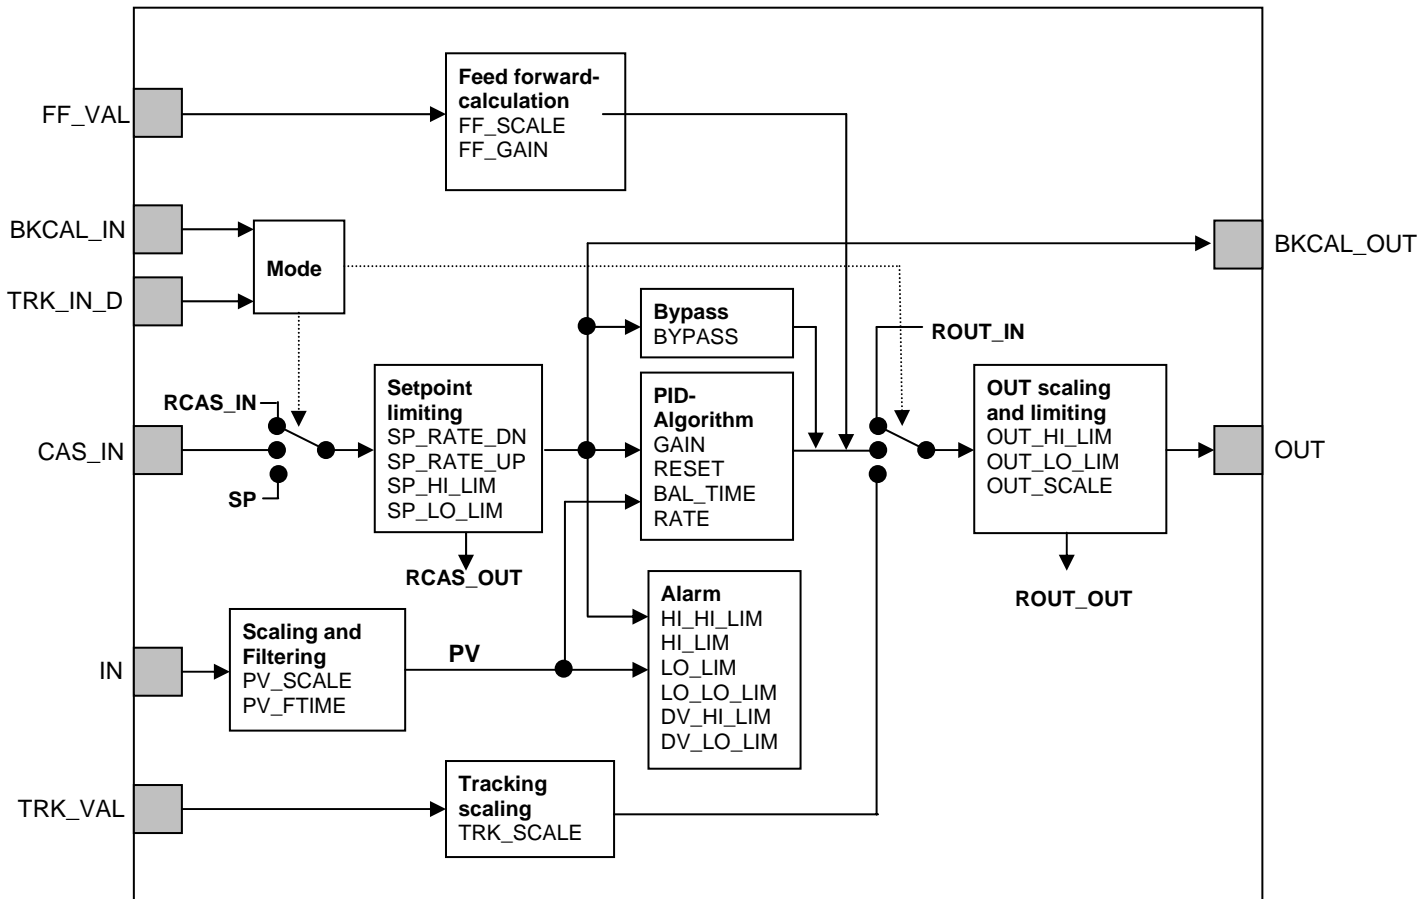 FF_VAL
Feed forward-
calculation
FF_SCALE
FF_GAIN
BKCAL_IN
TRK_IN_D
Mode
BKCAL_OUT
Bypass
BYPASS
ROUT_IN
RCAS_IN
CAS_IN
SP
Setpoint
limiting
SP_RATE_DN
SP_RATE_UP
SP_HI_LIM
SP_LO_LIM
RCAS_OUT
PID-
Algorithm
GAIN
RESET
BAL_TIME
RATE
OUT scaling
and limiting
OUT_HI_LIM
OUT_LO_LIM
OUT_SCALE
OUT
ROUT_OUT
IN
Scaling and
Filtering
PV_SCALE
PV_FTIME
PV
Alarm
HI_HI_LIM
HI_LIM
LO_LIM
LO_LO_LIM
DV_HI_LIM
DV_LO_LIM
TRK_VAL
Tracking
scaling
TRK_SCALE